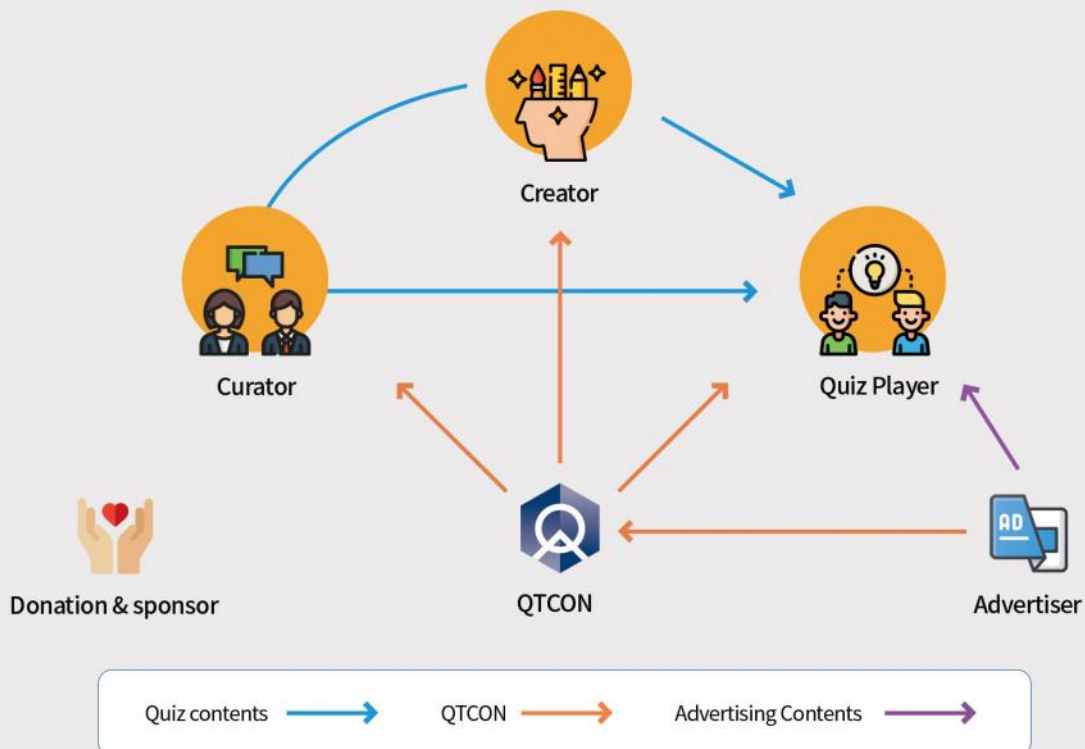 Creator
Curator
Quiz Player
AD
Donation & sponsor
QTCON
Advertiser
Quiz contents
QTCON
Advertising Contents